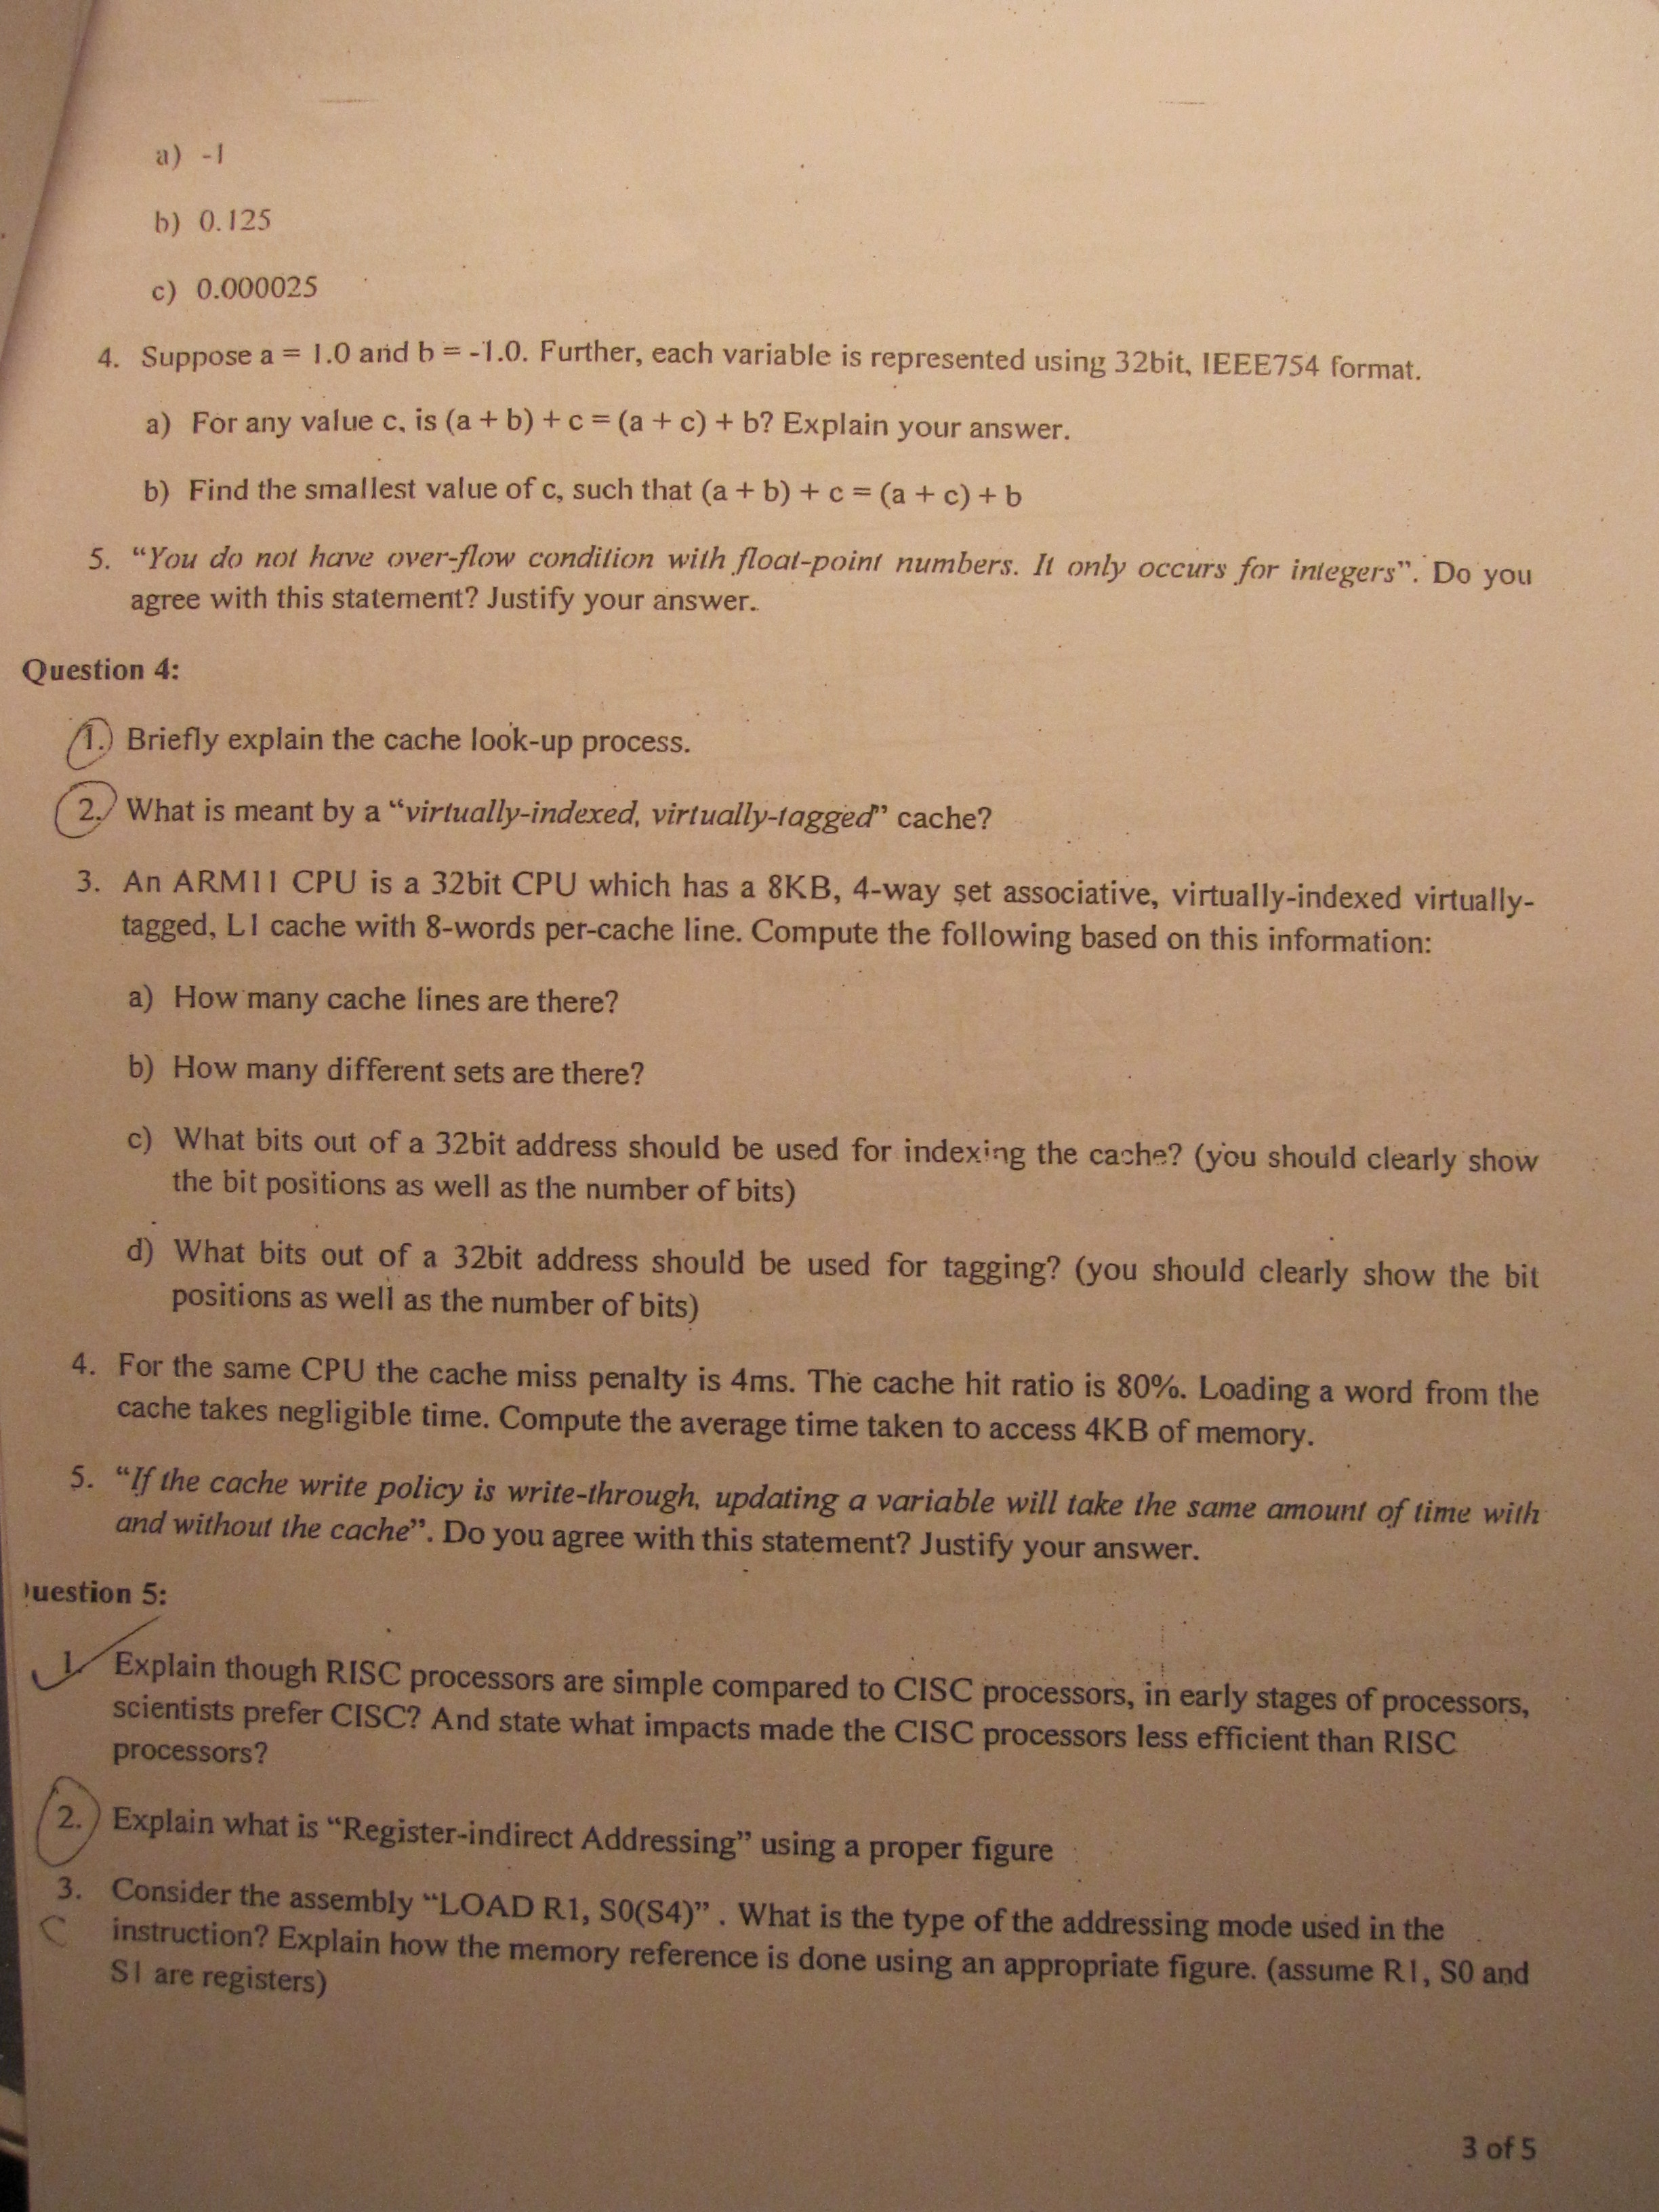 a) -1
b) 0.125
c) 0.000025
4. Suppose a = 1.0 and b = -1.0. Further, each variable is represented using 32bit, IEEE754 format.
a) For any value c, is (a + b) + c = (a + c) + b? Explain your answer.
b) Find the smallest value of c, such that (a + b) + c = (a + c) + b
5. “You do not have over-flow condition with float-point numbers. It only occurs for integers”. Do you
agree with this statement? Justify your answer.
Question 4:
1. Briefly explain the cache look-up process.
2. What is meant by a “virtually-indexed, virtually-tagged” cache?
3. An ARM11 CPU is a 32bit CPU which has a 8KB, 4-way set associative, virtually-indexed virtually-
tagged, L1 cache with 8-words per-cache line. Compute the following based on this information:
a) How many cache lines are there?
b) How many different sets are there?
c) What bits out of a 32bit address should be used for indexing the cache? (you should clearly show
the bit positions as well as the number of bits)
d) What bits out of a 32bit address should be used for tagging? (you should clearly show the bit
positions as well as the number of bits)
4. For the same CPU the cache miss penalty is 4ms. The cache hit ratio is 80%. Loading a word from the
cache takes negligible time. Compute the average time taken to access 4KB of memory.
5. “If the cache write policy is write-through, updating a variable will take the same amount of time with
and without the cache”. Do you agree with this statement? Justify your answer.
uestion 5:
1. Explain though RISC processors are simple compared to CISC processors, in early stages of processors,
scientists prefer CISC? And state what impacts made the CISC processors less efficient than RISC
processors?
2. Explain what is “Register-indirect Addressing” using a proper figure
3. Consider the assembly “LOAD R1, S0(S4)” . What is the type of the addressing mode used in the
instruction? Explain how the memory reference is done using an appropriate figure. (assume R1, S0 and
S1 are registers)
3 of 5